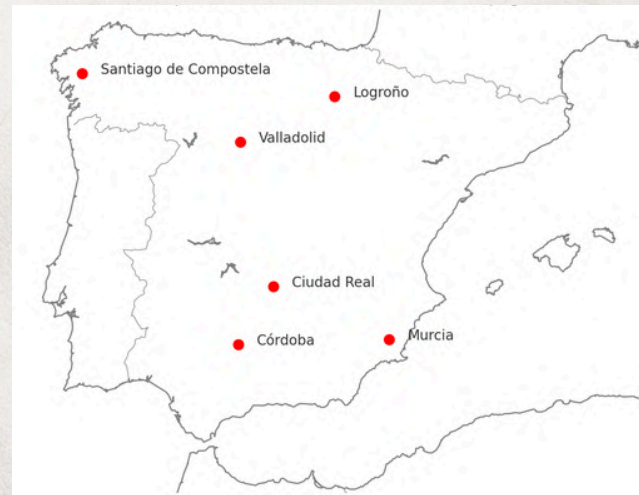 Santiago de Compostela
Logroño
Valladolid
Ciudad Real
Córdoba
Murcia